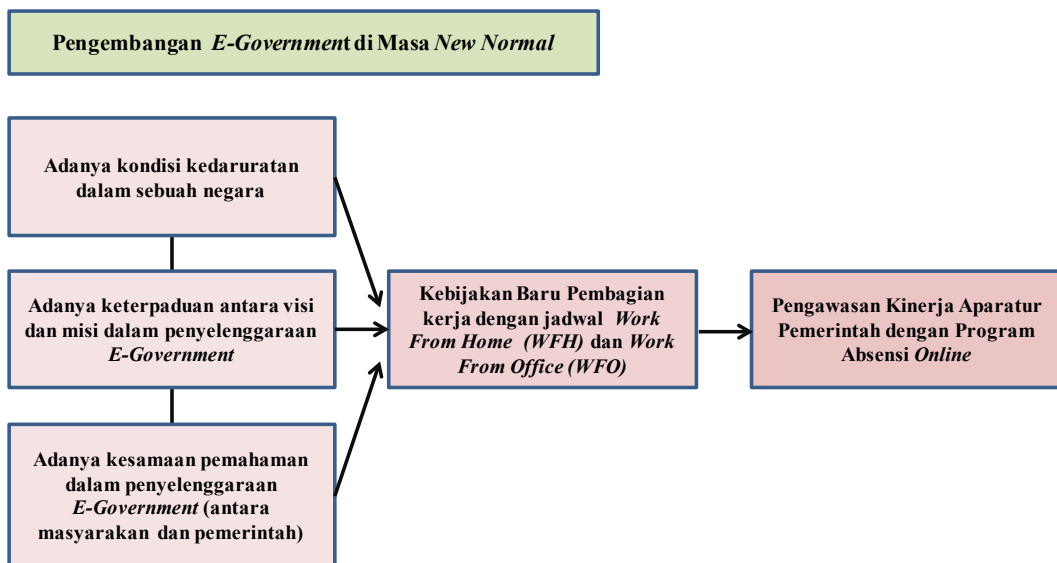 Pengembangan E-Government di Masa New Normal
Adanya kondisi kedaruratan
dalam sebuah negara
Adanya keterpaduan antara visi
dan misi dalam penyelenggaraan
E-Government
Adanya kesamaan pemahaman
dalam penyelenggaraan
E-Government (antara
masyarakan dan pemerintah)
Kebijakan Baru Pembagian
kerja dengan jadwal Work
From Home (WFH) dan Work
From Office (WFO)
Pengawasan Kinerja Aparatur
Pemerintah dengan Program
Absensi Online